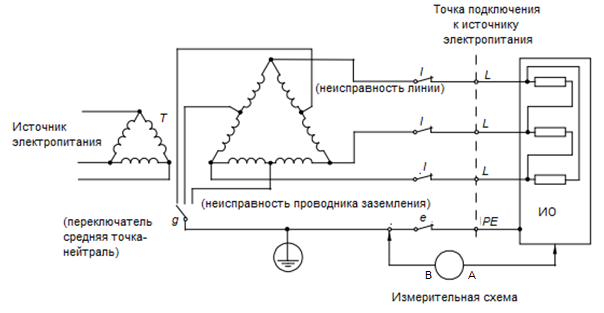 Точка подключения
к источнику
электропитания
l
L
(неисправность линии)
T
Источник
электропитания
l
L
l
L
(неисправность проводника заземления)
g
(переключатель
средняя точка-
нейтраль)
e
PE
ИО
B
A
Измерительная схема